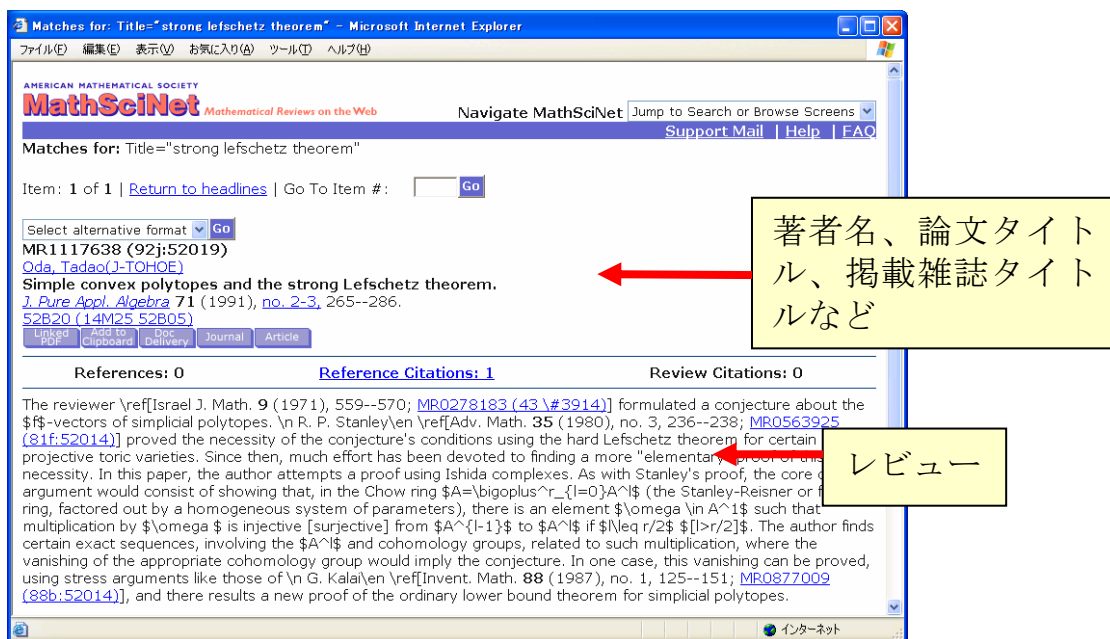 Matches for: Title="strong lefschetz theorem" - Microsoft Internet Explorer
ファイル(F) 編集(E) 表示(V) お気に入り(A) ツール(T) ヘルプ(H)
AMERICAN MATHEMATICAL SOCIETY
MathSciNet Mathematical Reviews on the Web
Navigate MathSciNet Jump to Search or Browse Screens
Support Mail | Help | FAQ
Matches for: Title="strong lefschetz theorem"
Item: 1 of 1 | Return to headlines | Go To Item #: Go
Select alternative format Go
MR1117638 (92j:52019)
Oda, Tadao(J-TOHOE)
Simple convex polytopes and the strong Lefschetz theorem.
J. Pure Appl. Algebra 71 (1991), no. 2-3, 265--286.
52B20 (14M25 52B05)
Linked PDF Add to Clipboard Doc Delivery Journal Article
著者名、論文タイト
ル、掲載雑誌タイト
ルなど
References: 0 Reference Citations: 1 Review Citations: 0
The reviewer \ref[Israel J. Math. 9 (1971), 559--570; MR0278183 (43 \#3914)] formulated a conjecture about the
$f$-vectors of simplicial polytopes. \n R. P. Stanley\en \ref[Adv. Math. 35 (1980), no. 3, 236--238; MR0563925
(81f:52014)] proved the necessity of the conjecture's conditions using the hard Lefschetz theorem for certain
projective toric varieties. Since then, much effort has been devoted to finding a more "elementary" proof of this
necessity. In this paper, the author attempts a proof using Ishida complexes. As with Stanley's proof, the core
argument would consist of showing that, in the Chow ring $A=\bigoplus^r_{l=0}A^l$ (the Stanley-Reisner or
ring, factored out by a homogeneous system of parameters), there is an element $\omega \in A^1$ such that
multiplication by $\omega $ is injective [surjective] from $A^{l-1}$ to $A^l$ if $l\leq r/2$ $[l>r/2]$. The author finds
certain exact sequences, involving the $A^l$ and cohomology groups, related to such multiplication, where the
vanishing of the appropriate cohomology group would imply the conjecture. In one case, this vanishing can be proved,
using stress arguments like those of \n G. Kalai\en \ref[Invent. Math. 88 (1987), no. 1, 125--151; MR0877009
(88b:52014)], and there results a new proof of the ordinary lower bound theorem for simplicial polytopes.
レビュー
インターネット